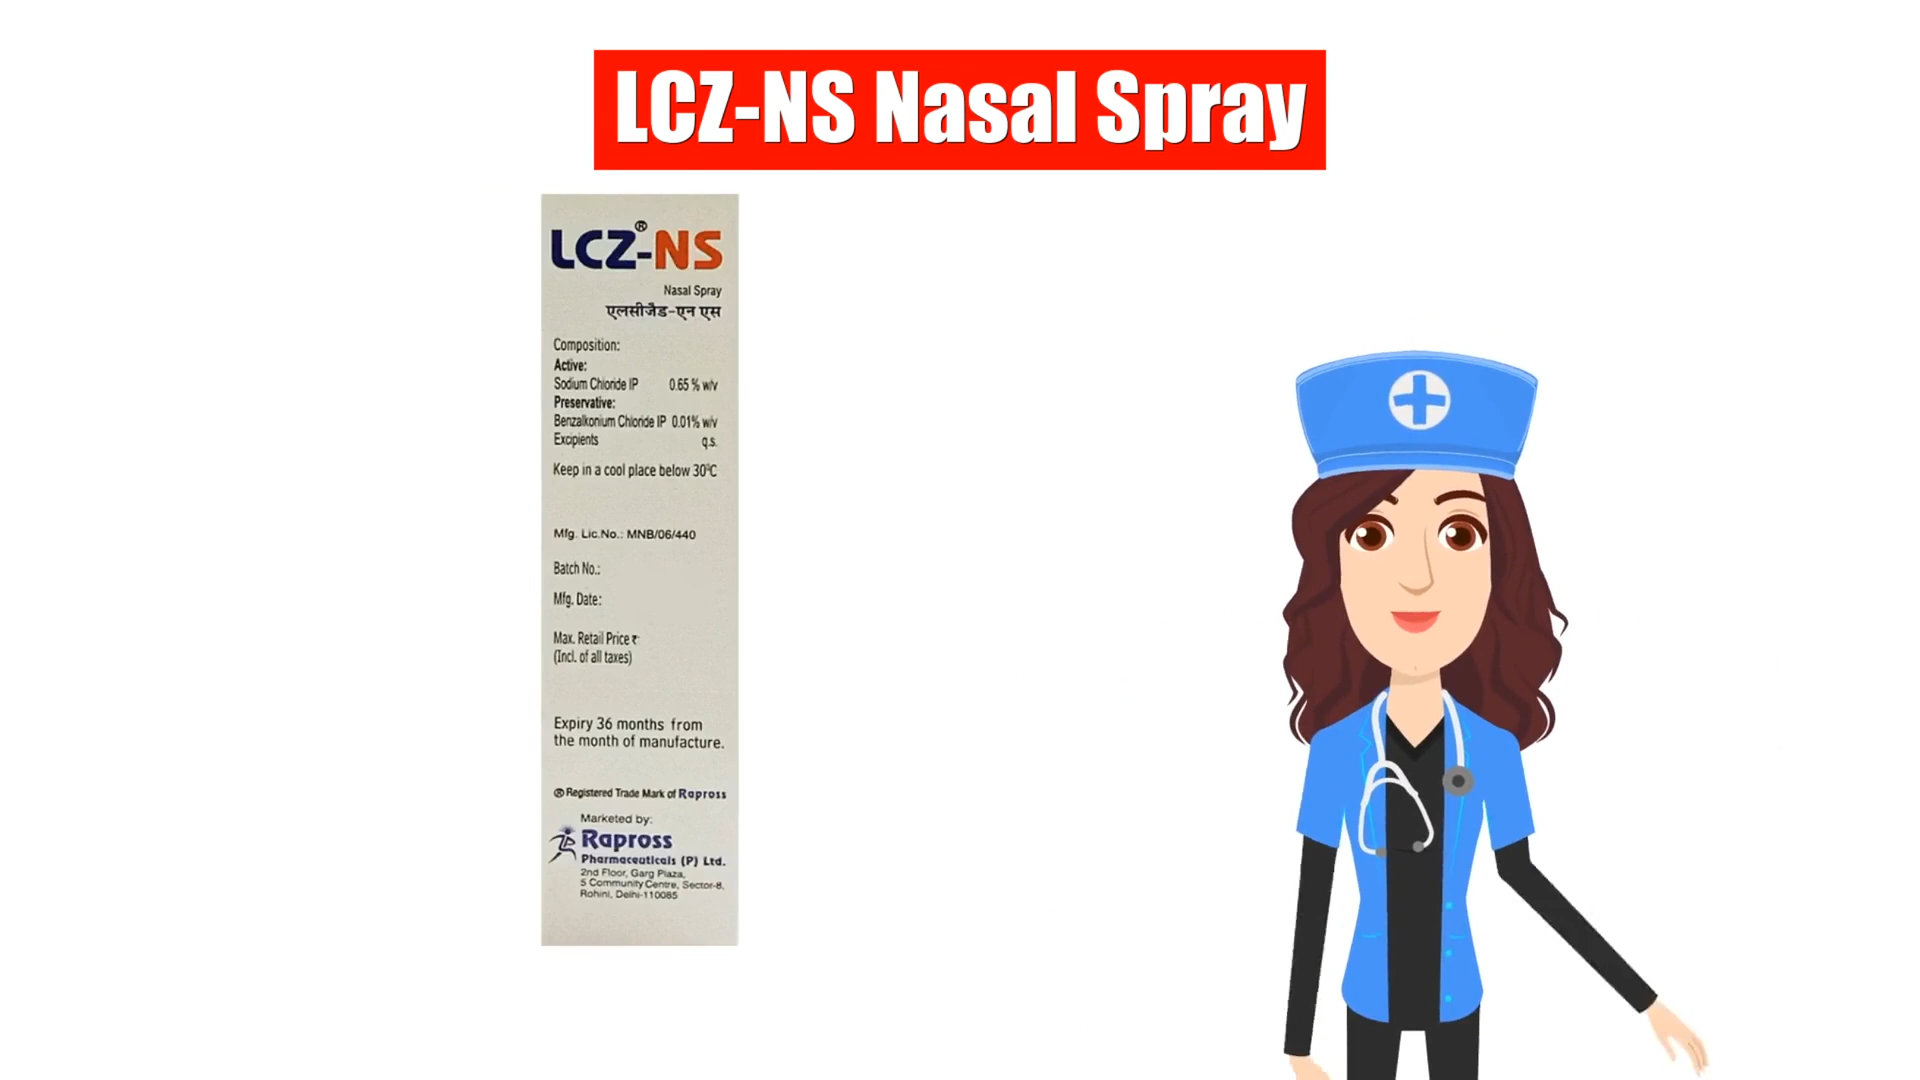 LCZ-NS Nasal Spray
LCZ®-NS
Nasal Spray
एलसीजैड-एन एस
Composition:
Active:
Sodium Chloride IP 0.65 % w/v
Preservative:
Benzalkonium Chloride IP 0.01% w/v
Excipients q.s.
Keep in a cool place below 30°C
Mfg. Lic.No.: MNB/06/440
Batch No.:
Mfg. Date:
Max. Retail Price ₹
(Incl. of all taxes)
Expiry 36 months from
the month of manufacture.
® Registered Trade Mark of Rapross
Marketed by:
Rapross
Pharmaceuticals (P) Ltd.
2nd Floor, Garg Plaza,
5 Community Centre, Sector-8,
Rohini, Delhi-110085